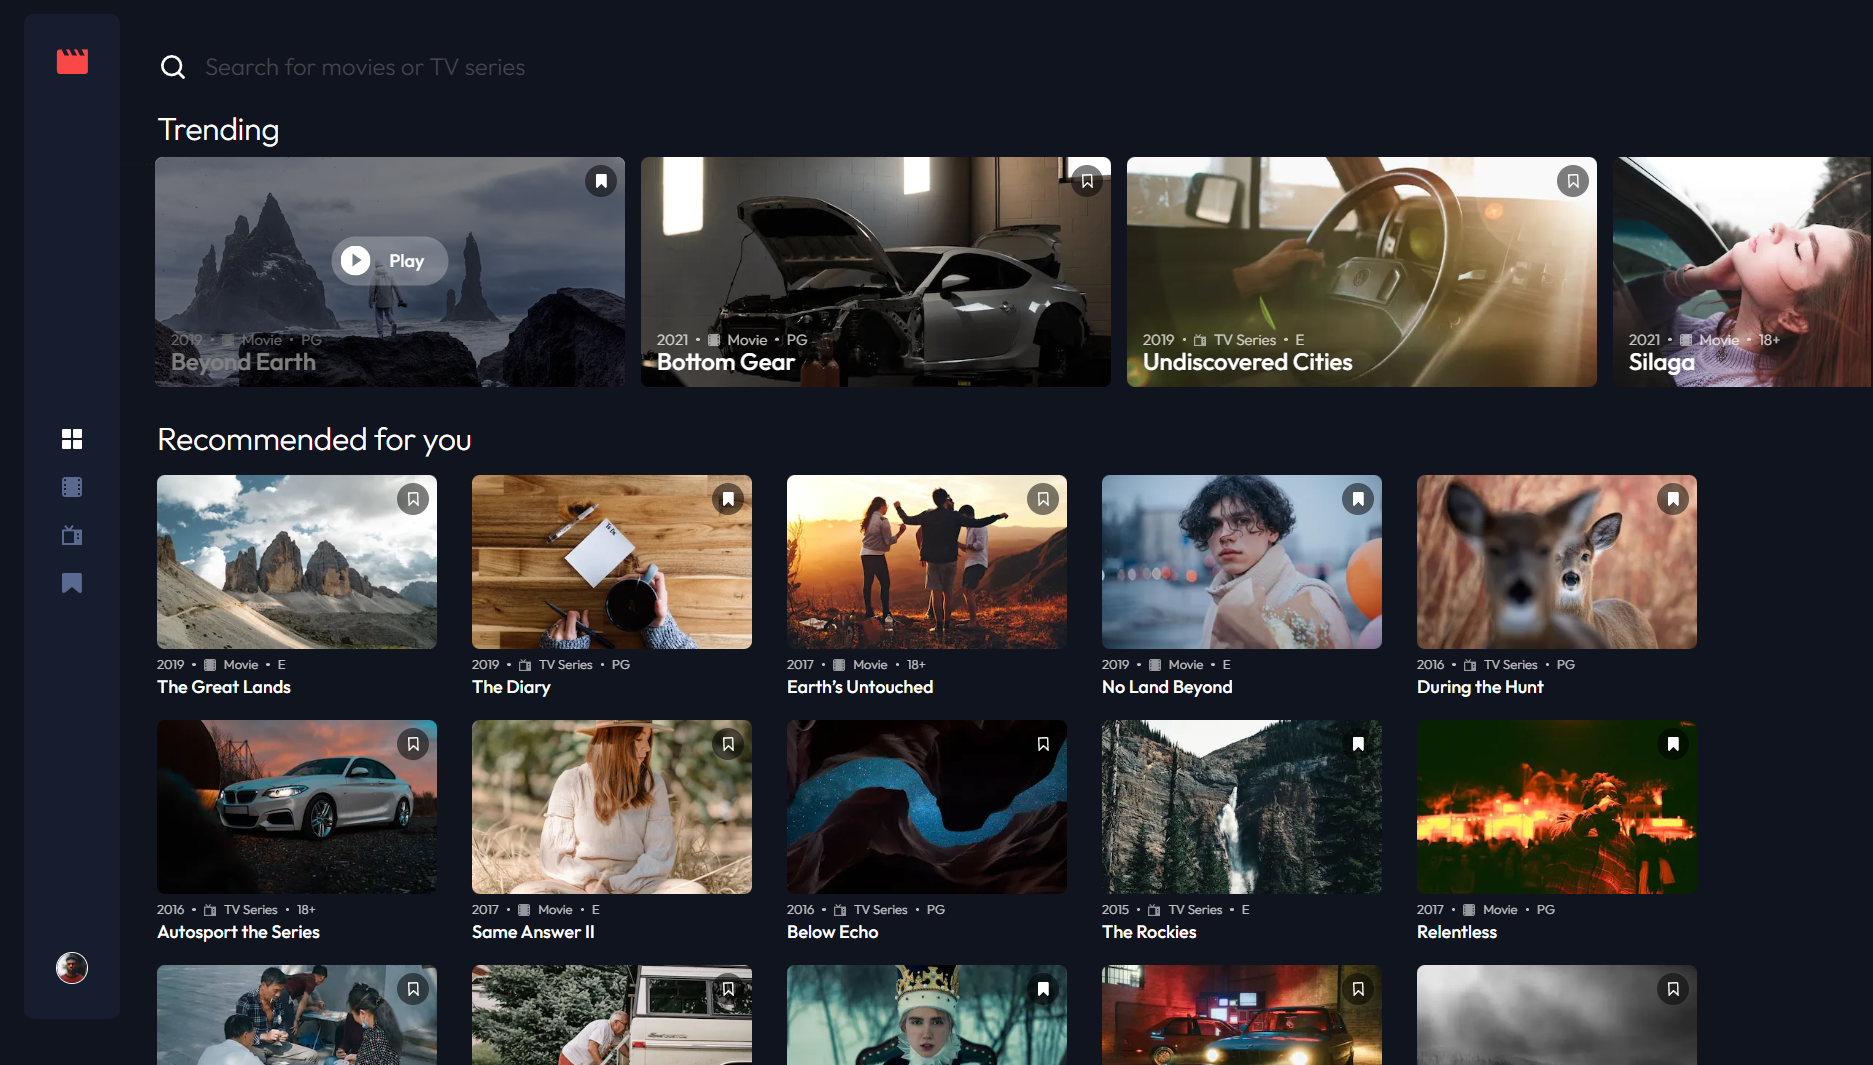 Search for movies or TV series
Trending
Play
2019 • Movie • PG
Beyond Earth
2021 • Movie • PG
Bottom Gear
2019 • TV Series • E
Undiscovered Cities
2021 • Movie • 18+
Silaga
Recommended for you
To Do
2019 • Movie • E
The Great Lands
2019 • TV Series • PG
The Diary
2017 • Movie • 18+
Earth’s Untouched
2019 • Movie • E
No Land Beyond
2016 • TV Series • PG
During the Hunt
2016 • TV Series • 18+
Autosport the Series
2017 • Movie • E
Same Answer II
2016 • TV Series • PG
Below Echo
2015 • TV Series • E
The Rockies
2017 • Movie • PG
Relentless